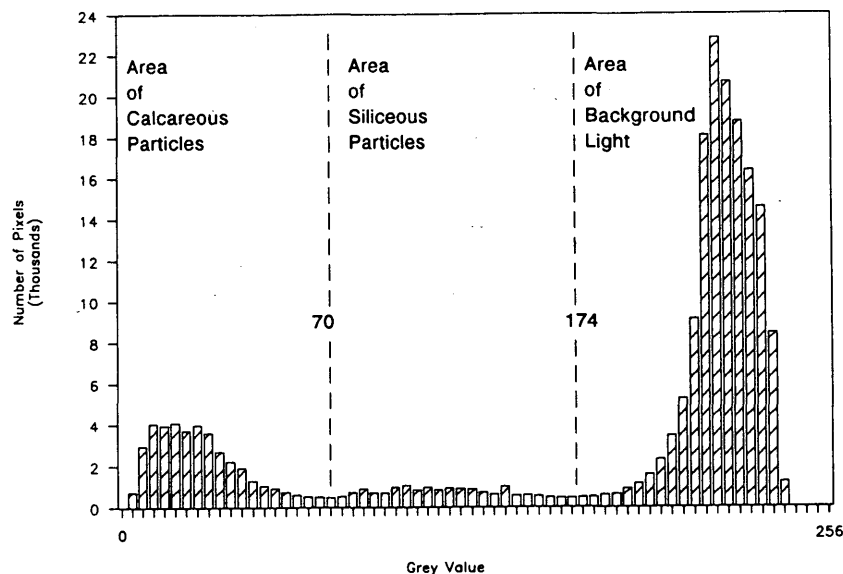 24
22
20
18
16
14
12
10
8
6
4
2
0
Number of Pixels
(Thousands)
Area
of
Calcareous
Particles
Area
of
Siliceous
Particles
Area
of
Background
Light
70
174
0
256
Grey Value